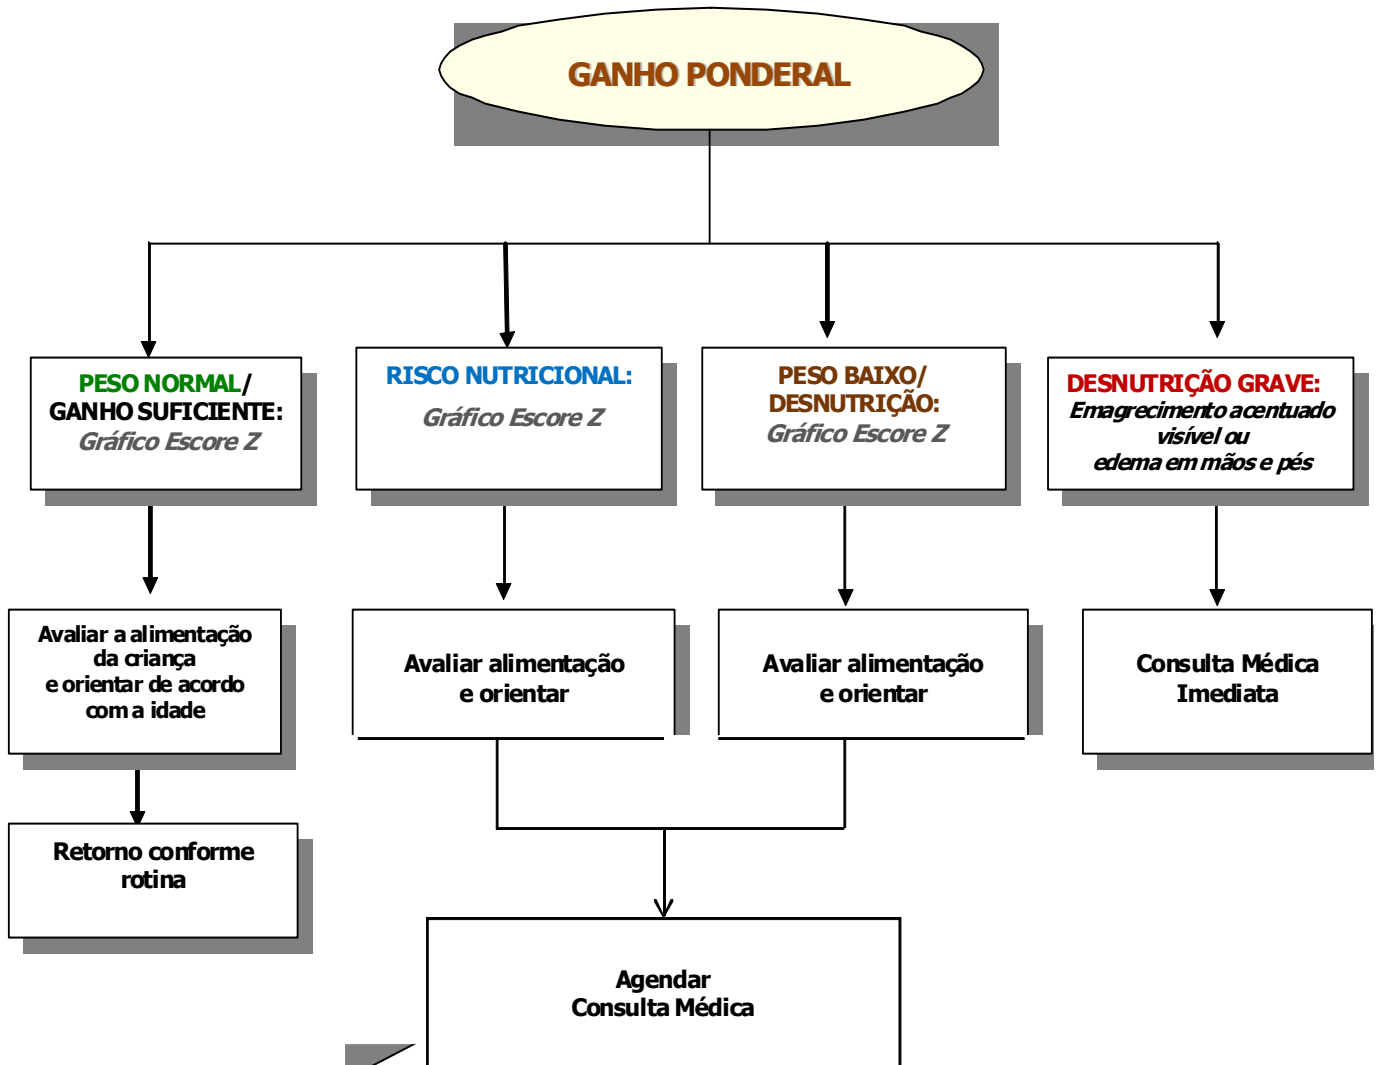 GANHO PONDERAL
PESO NORMAL/
GANHO SUFICIENTE:
Gráfico Escore Z
RISCO NUTRICIONAL:
Gráfico Escore Z
PESO BAIXO/
DESNUTRIÇÃO:
Gráfico Escore Z
DESNUTRIÇÃO GRAVE:
Emagrecimento acentuado
visível ou
edema em mãos e pés
Avaliar a alimentação
da criança
e orientar de acordo
com a idade
Avaliar alimentação
e orientar
Avaliar alimentação
e orientar
Consulta Médica
Imediata
Retorno conforme
rotina
Agendar
Consulta Médica